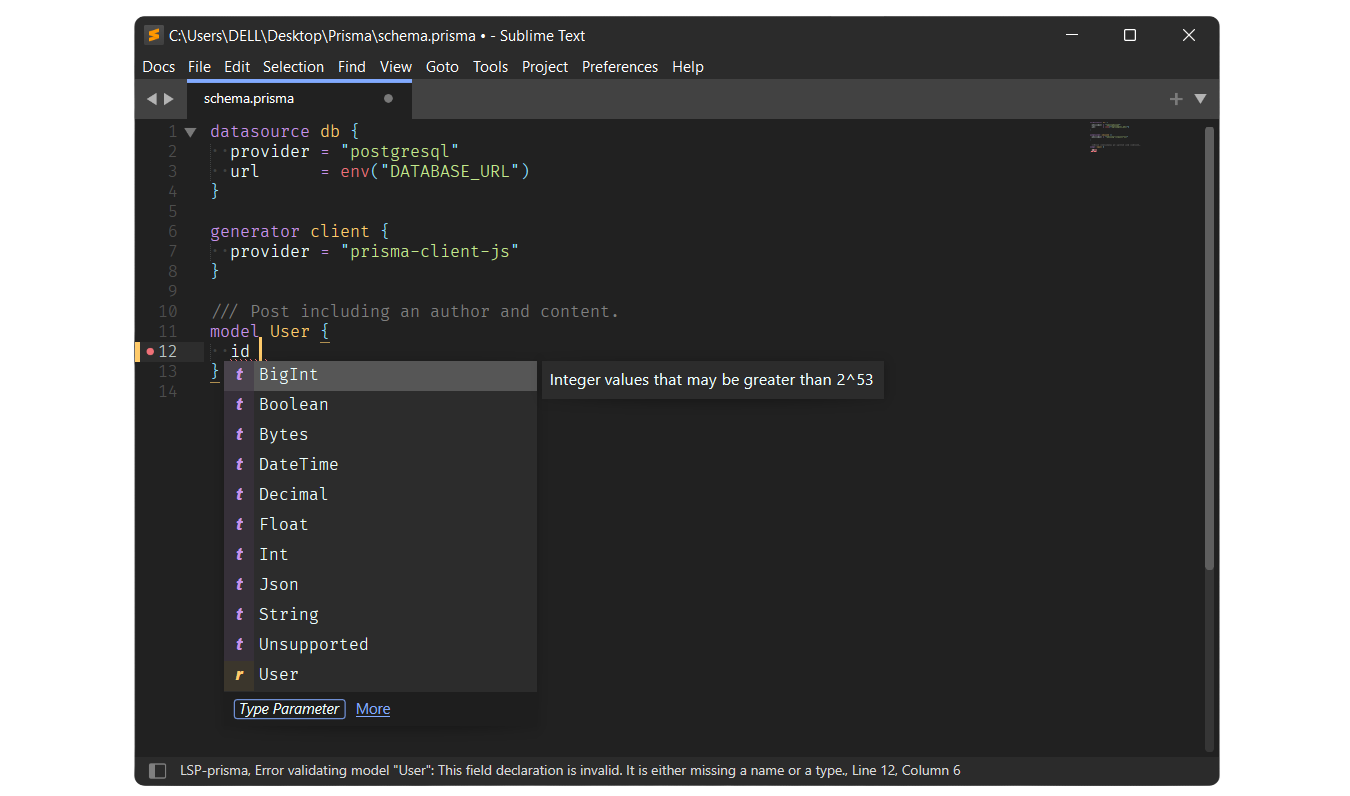 C:\Users\DELL\Desktop\Prisma\schema.prisma • - Sublime Text
Docs File Edit Selection Find View Goto Tools Project Preferences Help
schema.prisma
1 datasource db {
2 ··provider = "postgresql"
3 ··url      = env("DATABASE_URL")
4 }
5
6 generator client {
7 ··provider = "prisma-client-js"
8 }
9
10 /// Post including an author and content.
11 model User {
12 ··id
13 }
14
t BigInt
Integer values that may be greater than 2^53
t Boolean
t Bytes
t DateTime
t Decimal
t Float
t Int
t Json
t String
t Unsupported
r User
Type Parameter More
LSP-prisma, Error validating model "User": This field declaration is invalid. It is either missing a name or a type., Line 12, Column 6